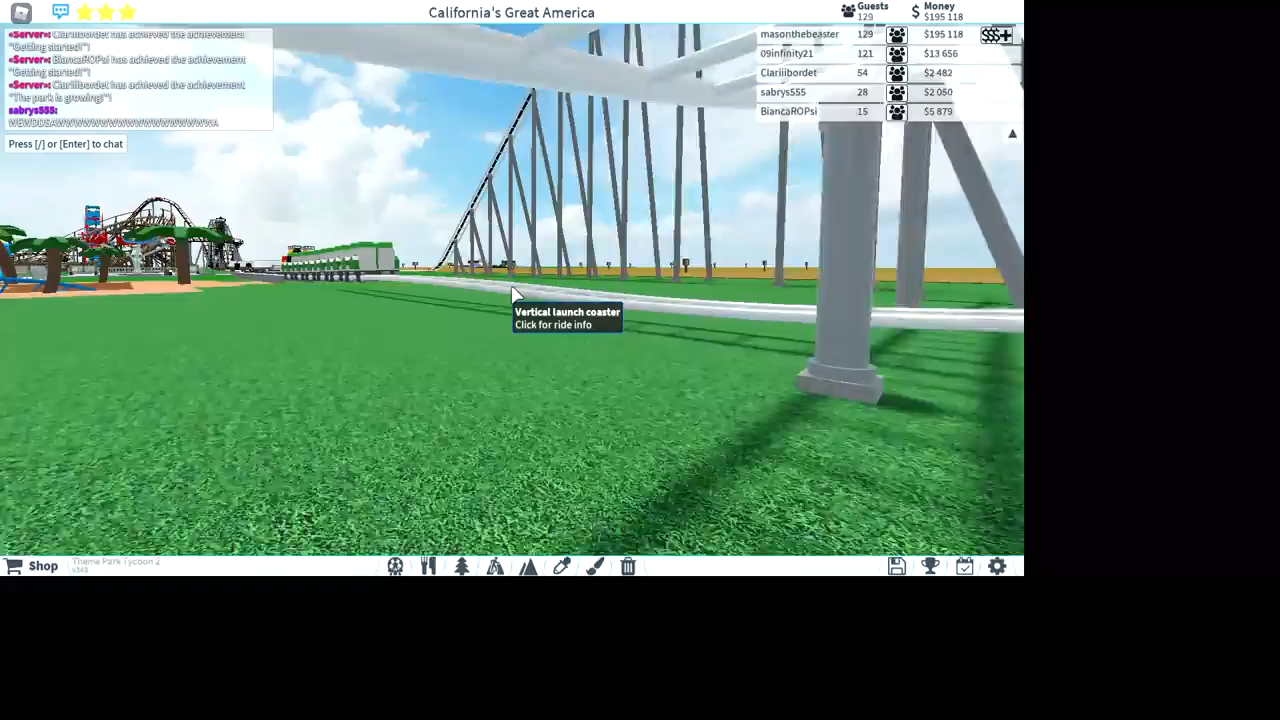 California's Great America
Guests
129
Money
$195 118
«Server»: Clariiibordet has achieved the achievement
"Getting started!"!
«Server»: BiancaROPsi has achieved the achievement
"Getting started!"!
«Server»: Clariiibordet has achieved the achievement
"The park is growing!"!
sabrys555:
Press [/] or [Enter] to chat
masonthebeaster 129 $195 118 $$$+
09infinity21 121 $13 656
Clariiibordet 54 $2 482
sabrys555 28 $2 050
BiancaROPsi 15 $5 879
Vertical launch coaster
Click for ride info
Shop
Theme Park Tycoon 2
v343